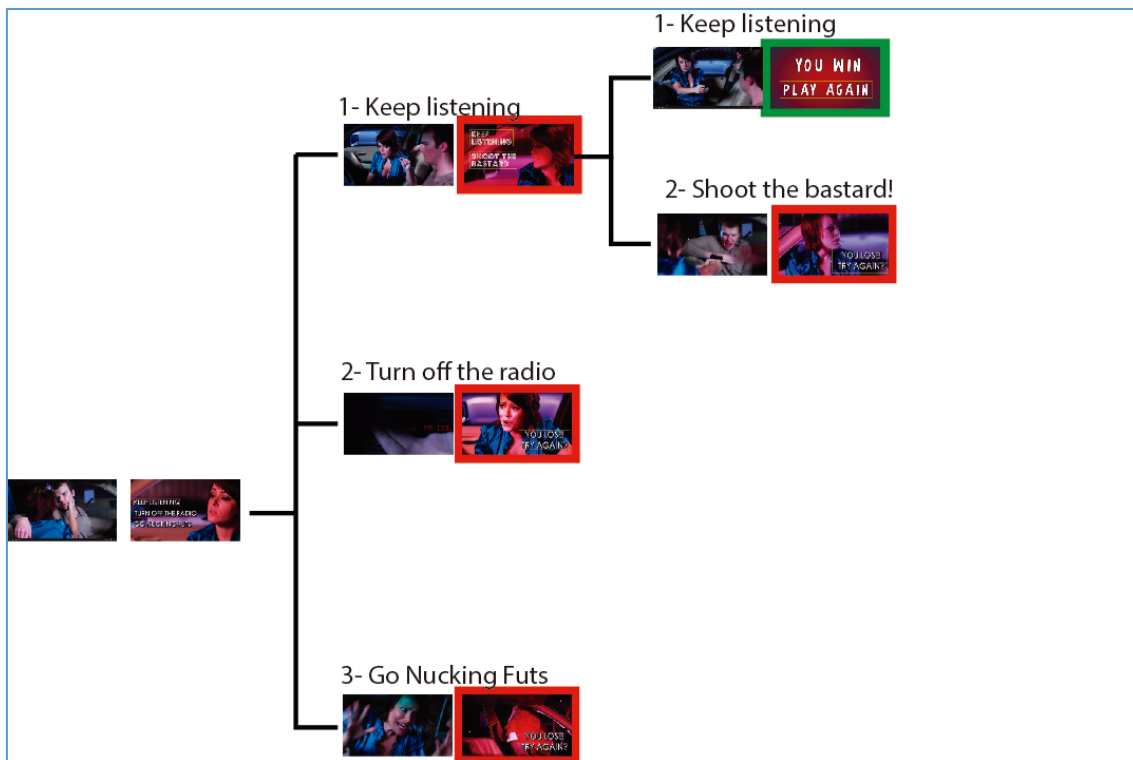 1- Keep listening
YOU WIN
PLAY AGAIN
1- Keep listening
KEEP
LISTENING
SHOOT THE
BASTARD
2- Shoot the bastard!
YOU LOSE
TRY AGAIN?
2- Turn off the radio
YOU LOSE
TRY AGAIN?
KEEP LISTENING
TURN OFF THE RADIO
3- Go Nucking Futs
YOU LOSE
TRY AGAIN?